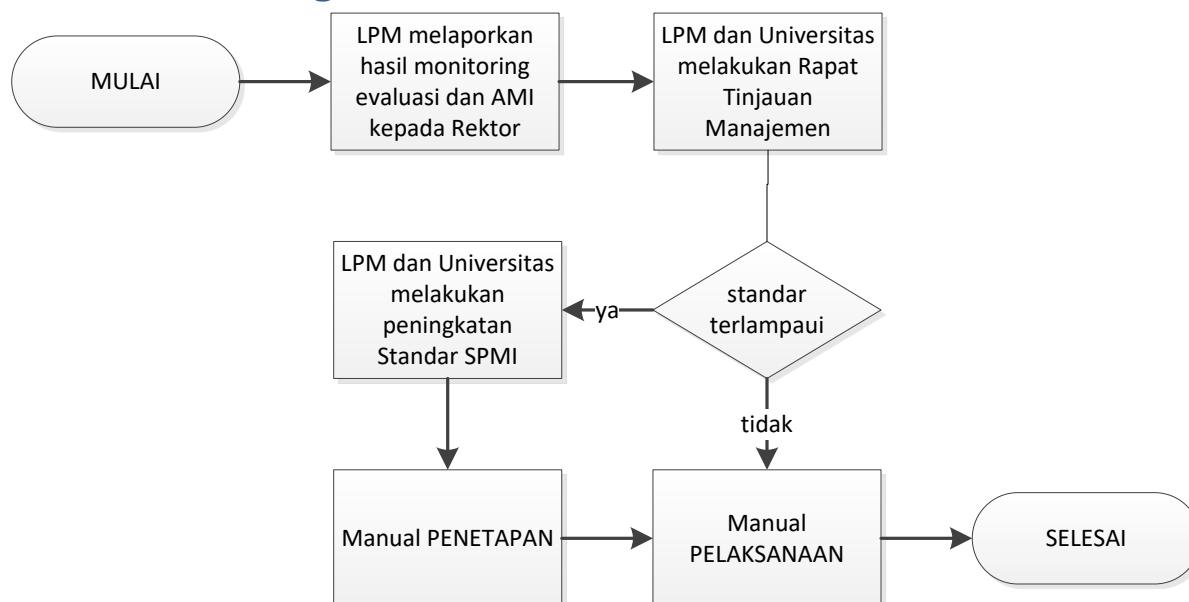 MULAI
LPM melaporkan
hasil monitoring
evaluasi dan AMI
kepada Rektor
LPM dan Universitas
melakukan Rapat
Tinjauan
Manajemen
LPM dan Universitas
melakukan
peningkatan
Standar SPMI
ya
standar
terlampaui
tidak
Manual PENETAPAN
Manual
PELAKSANAAN
SELESAI